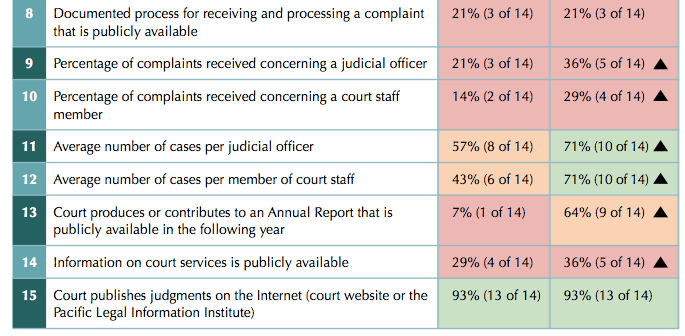 8 Documented process for receiving and processing a complaint 21% (3 of 14) 21% (3 of 14)
that is publicly available
9 Percentage of complaints received concerning a judicial officer 21% (3 of 14) 36% (5 of 14) ▲
10 Percentage of complaints received concerning a court staff 14% (2 of 14) 29% (4 of 14) ▲
member
11 Average number of cases per judicial officer 57% (8 of 14) 71% (10 of 14) ▲
12 Average number of cases per member of court staff 43% (6 of 14) 71% (10 of 14) ▲
13 Court produces or contributes to an Annual Report that is 7% (1 of 14) 64% (9 of 14) ▲
publicly available in the following year
14 Information on court services is publicly available 29% (4 of 14) 36% (5 of 14) ▲
15 Court publishes judgments on the Internet (court website or the 93% (13 of 14) 93% (13 of 14)
Pacific Legal Information Institute)